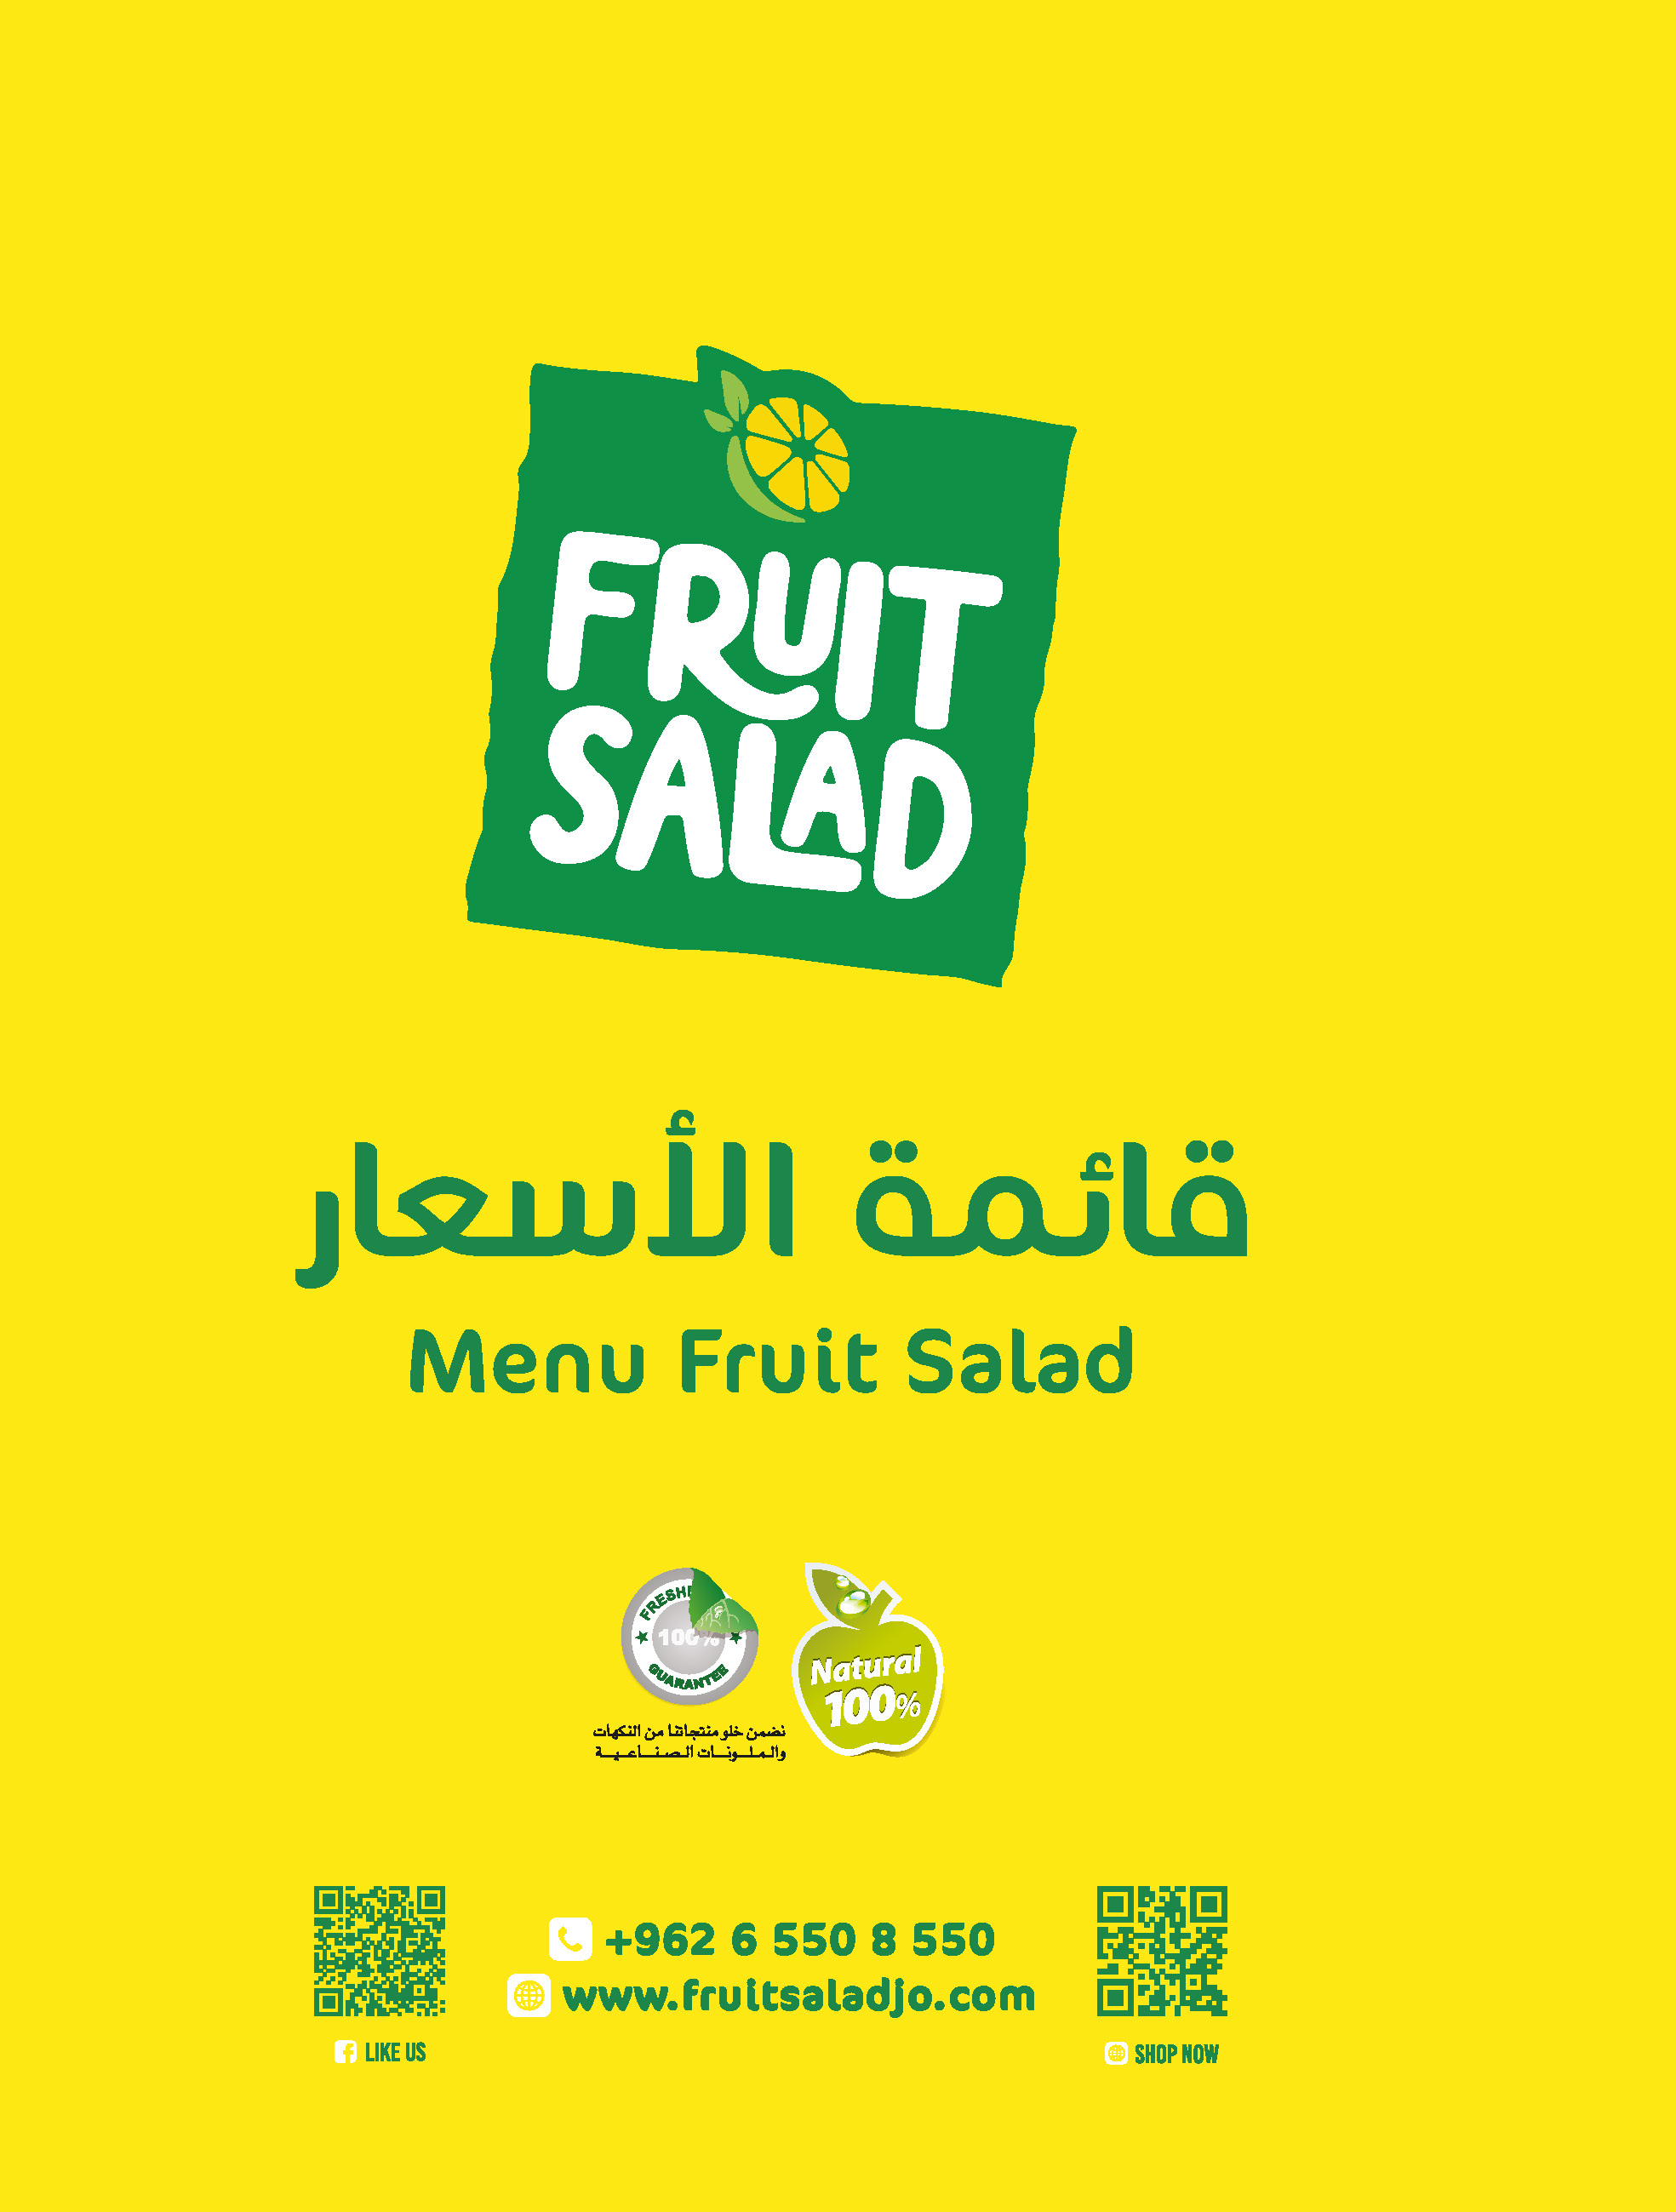 FRUIT
SALAD
قائمة الأسعار
Menu Fruit Salad
100%
GUARANTEE
Natural
100%
نضمن خلو منتجاتنا من النكهات
والملونات الصناعية
+962 6 550 8 550
www.fruitsaladjo.com
LIKE US
SHOP NOW